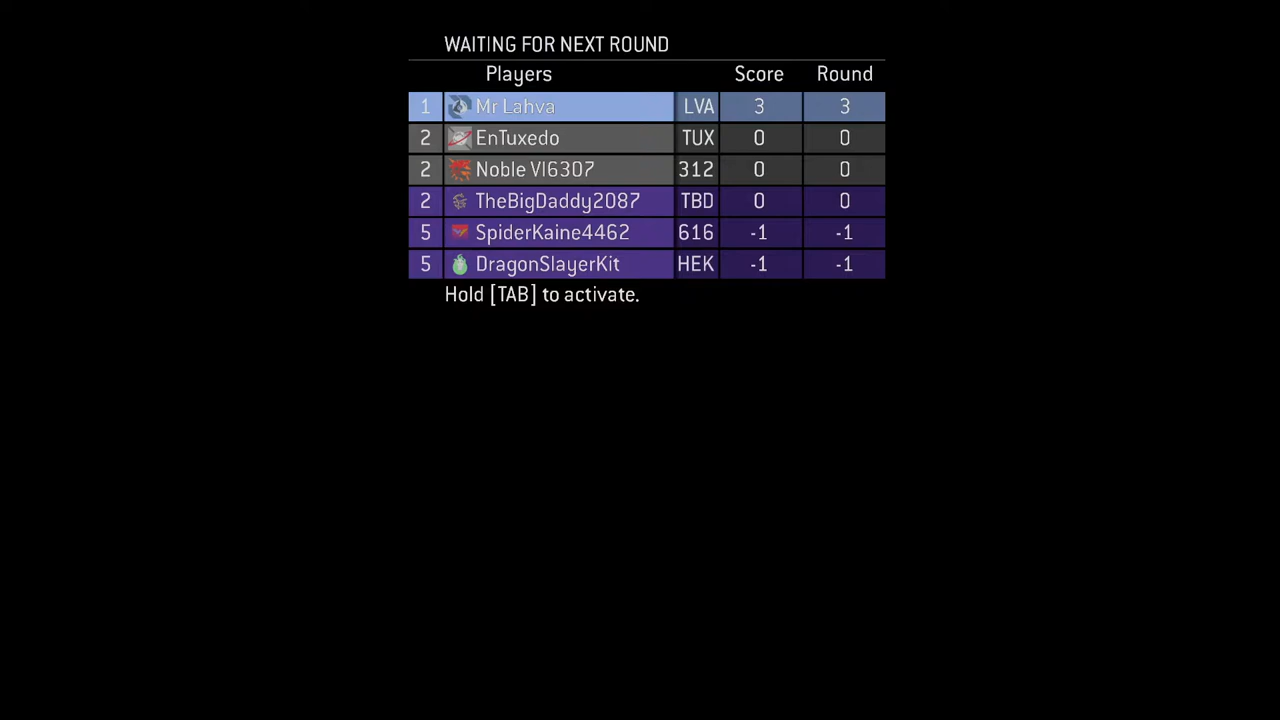 WAITING FOR NEXT ROUND
Players Score Round
1 Mr Lahva LVA 3 3
2 EnTuxedo TUX 0 0
2 Noble VI6307 312 0 0
2 TheBigDaddy2087 TBD 0 0
5 SpiderKaine4462 616 -1 -1
5 DragonSlayerKit HEK -1 -1
Hold [TAB] to activate.